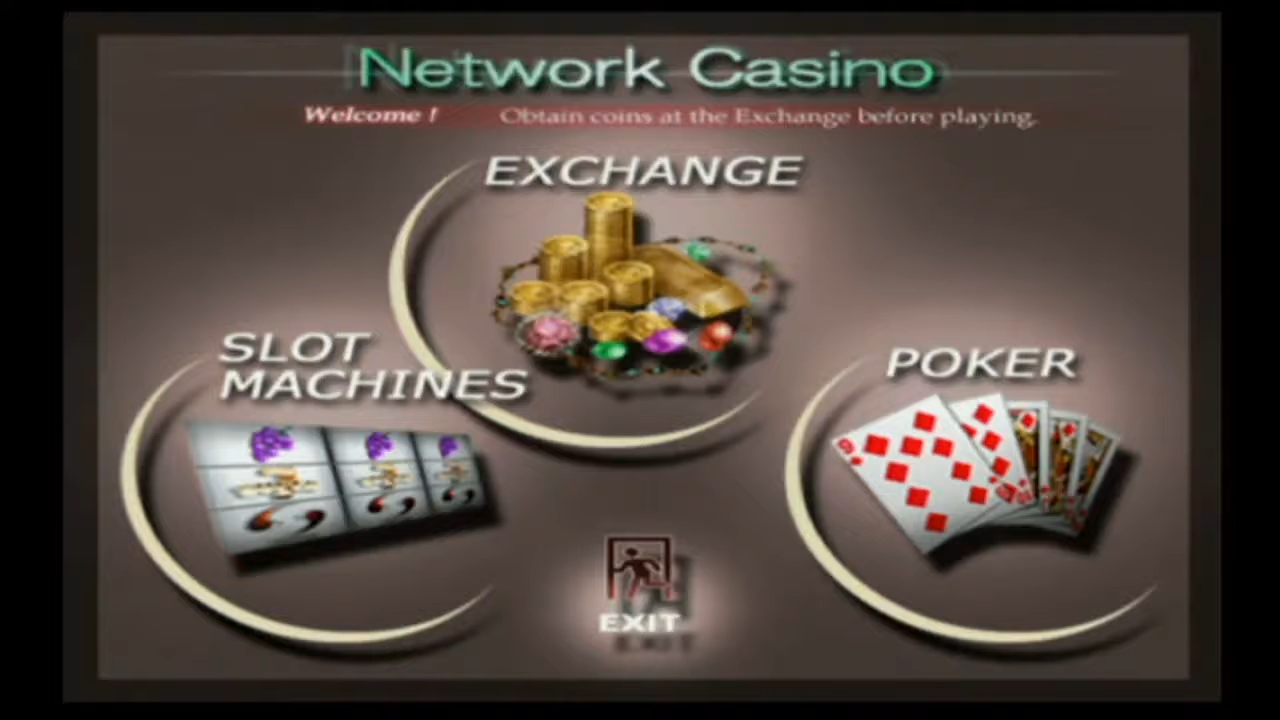 Network Casino
Welcome ! Obtain coins at the Exchange before playing.
EXCHANGE
SLOT
MACHINES
POKER
EXIT